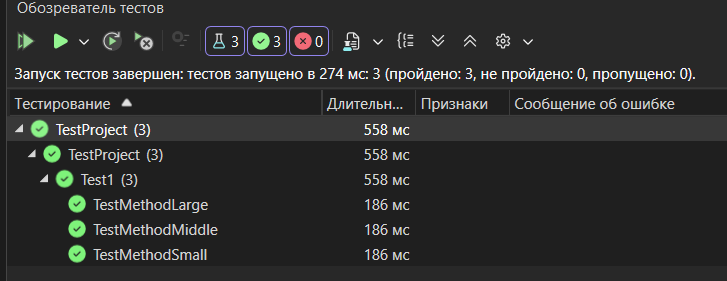 Обозреватель тестов
3 3 0
Запуск тестов завершен: тестов запущено в 274 мс: 3 (пройдено: 3, не пройдено: 0, пропущено: 0).
Тестирование Длительн... Признаки Сообщение об ошибке
TestProject (3) 558 мс
TestProject (3) 558 мс
Test1 (3) 558 мс
TestMethodLarge 186 мс
TestMethodMiddle 186 мс
TestMethodSmall 186 мс